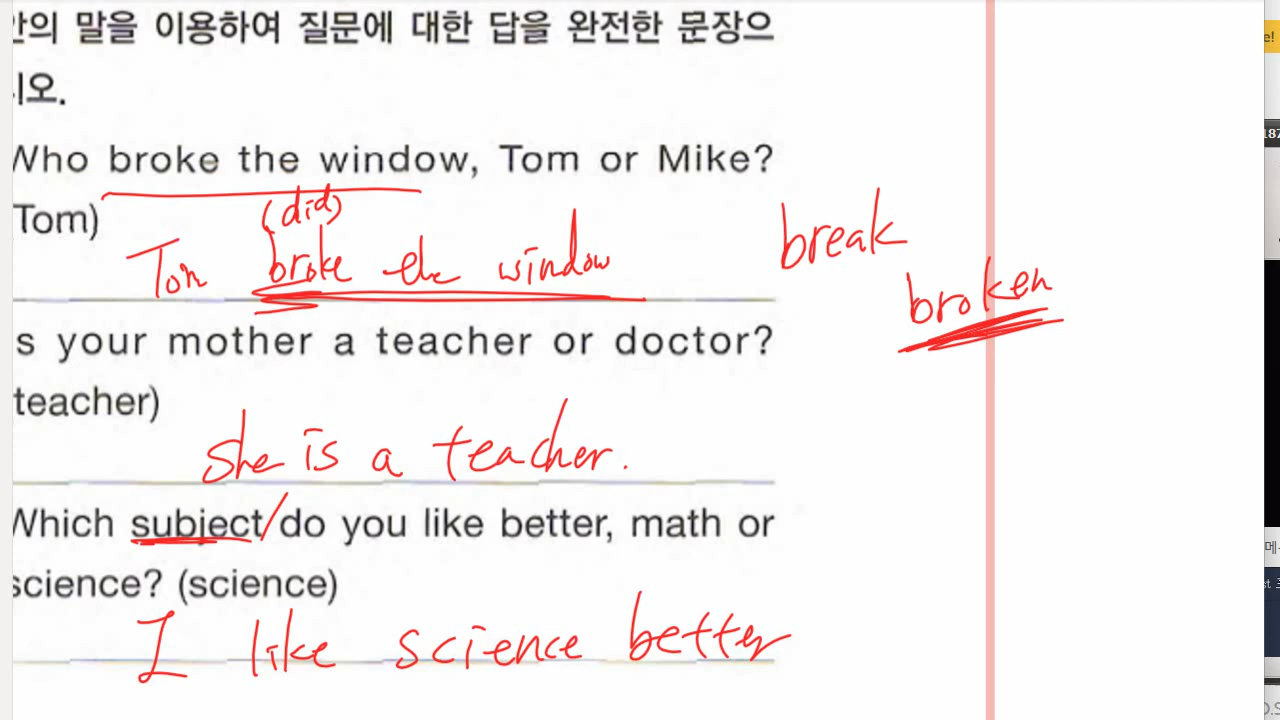 안의 말을 이용하여 질문에 대한 답을 완전한 문장으
시오.
Who broke the window, Tom or Mike?
(did)
Tom)
break
Tom broke the window
broken
s your mother a teacher or doctor?
teacher)
she is a teacher.
Which subject/do you like better, math or
science? (science)
I like science better
e!
187